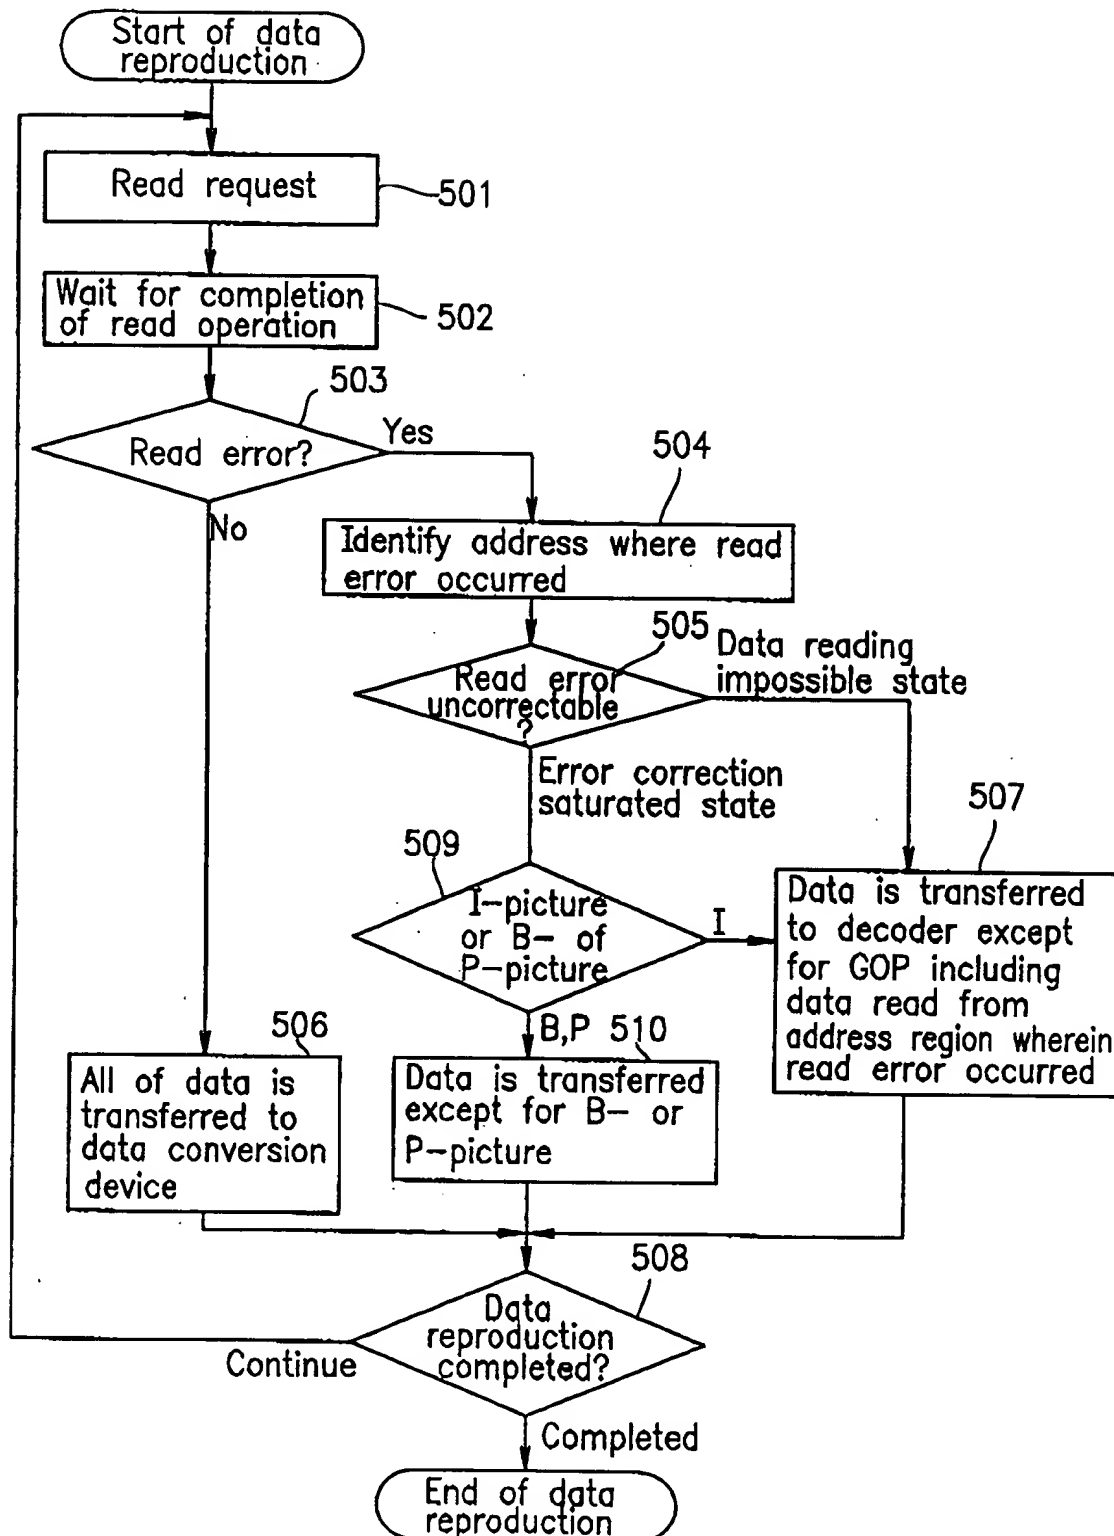 Start of data
reproduction
Read request
501
Wait for completion
of read operation
502
503
Read error?
Yes
No
504
Identify address where read
error occurred
505
Read error
uncorrectable
?
Data reading
impossible state
Error correction
saturated state
507
509
I-picture
or B- of
P-picture
I
Data is transferred
to decoder except
for GOP including
data read from
address region wherein
read error occurred
B,P
510
506
All of data is
transferred to
data conversion
device
Data is transferred
except for B- or
P-picture
508
Data
reproduction
completed?
Continue
Completed
End of data
reproduction